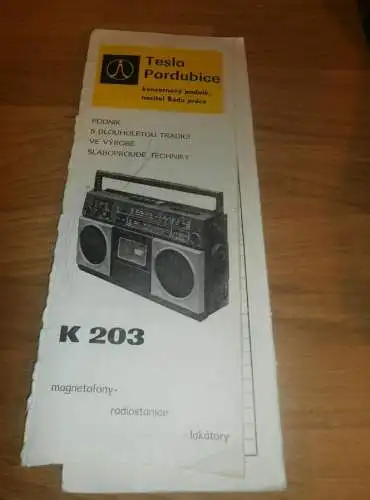 Tesla
Pardubice
koncernový podnik,
nositel Řádu práce
PODNIK
S DLOUHOLETOU TRADICÍ
VE VÝROBĚ
SLABOPROUDÉ TECHNIKY
K 203
magnetofony-
radiostanice
lokátory